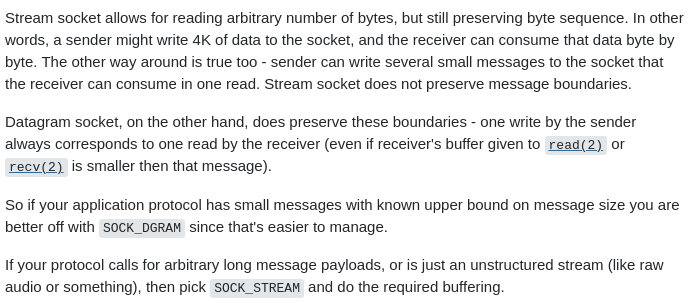 Stream socket allows for reading arbitrary number of bytes, but still preserving byte sequence. In other
words, a sender might write 4K of data to the socket, and the receiver can consume that data byte by
byte. The other way around is true too - sender can write several small messages to the socket that
the receiver can consume in one read. Stream socket does not preserve message boundaries.
Datagram socket, on the other hand, does preserve these boundaries - one write by the sender
always corresponds to one read by the receiver (even if receiver's buffer given to read(2) or
recv(2) is smaller then that message).
So if your application protocol has small messages with known upper bound on message size you are
better off with SOCK_DGRAM since that's easier to manage.
If your protocol calls for arbitrary long message payloads, or is just an unstructured stream (like raw
audio or something), then pick SOCK_STREAM and do the required buffering.